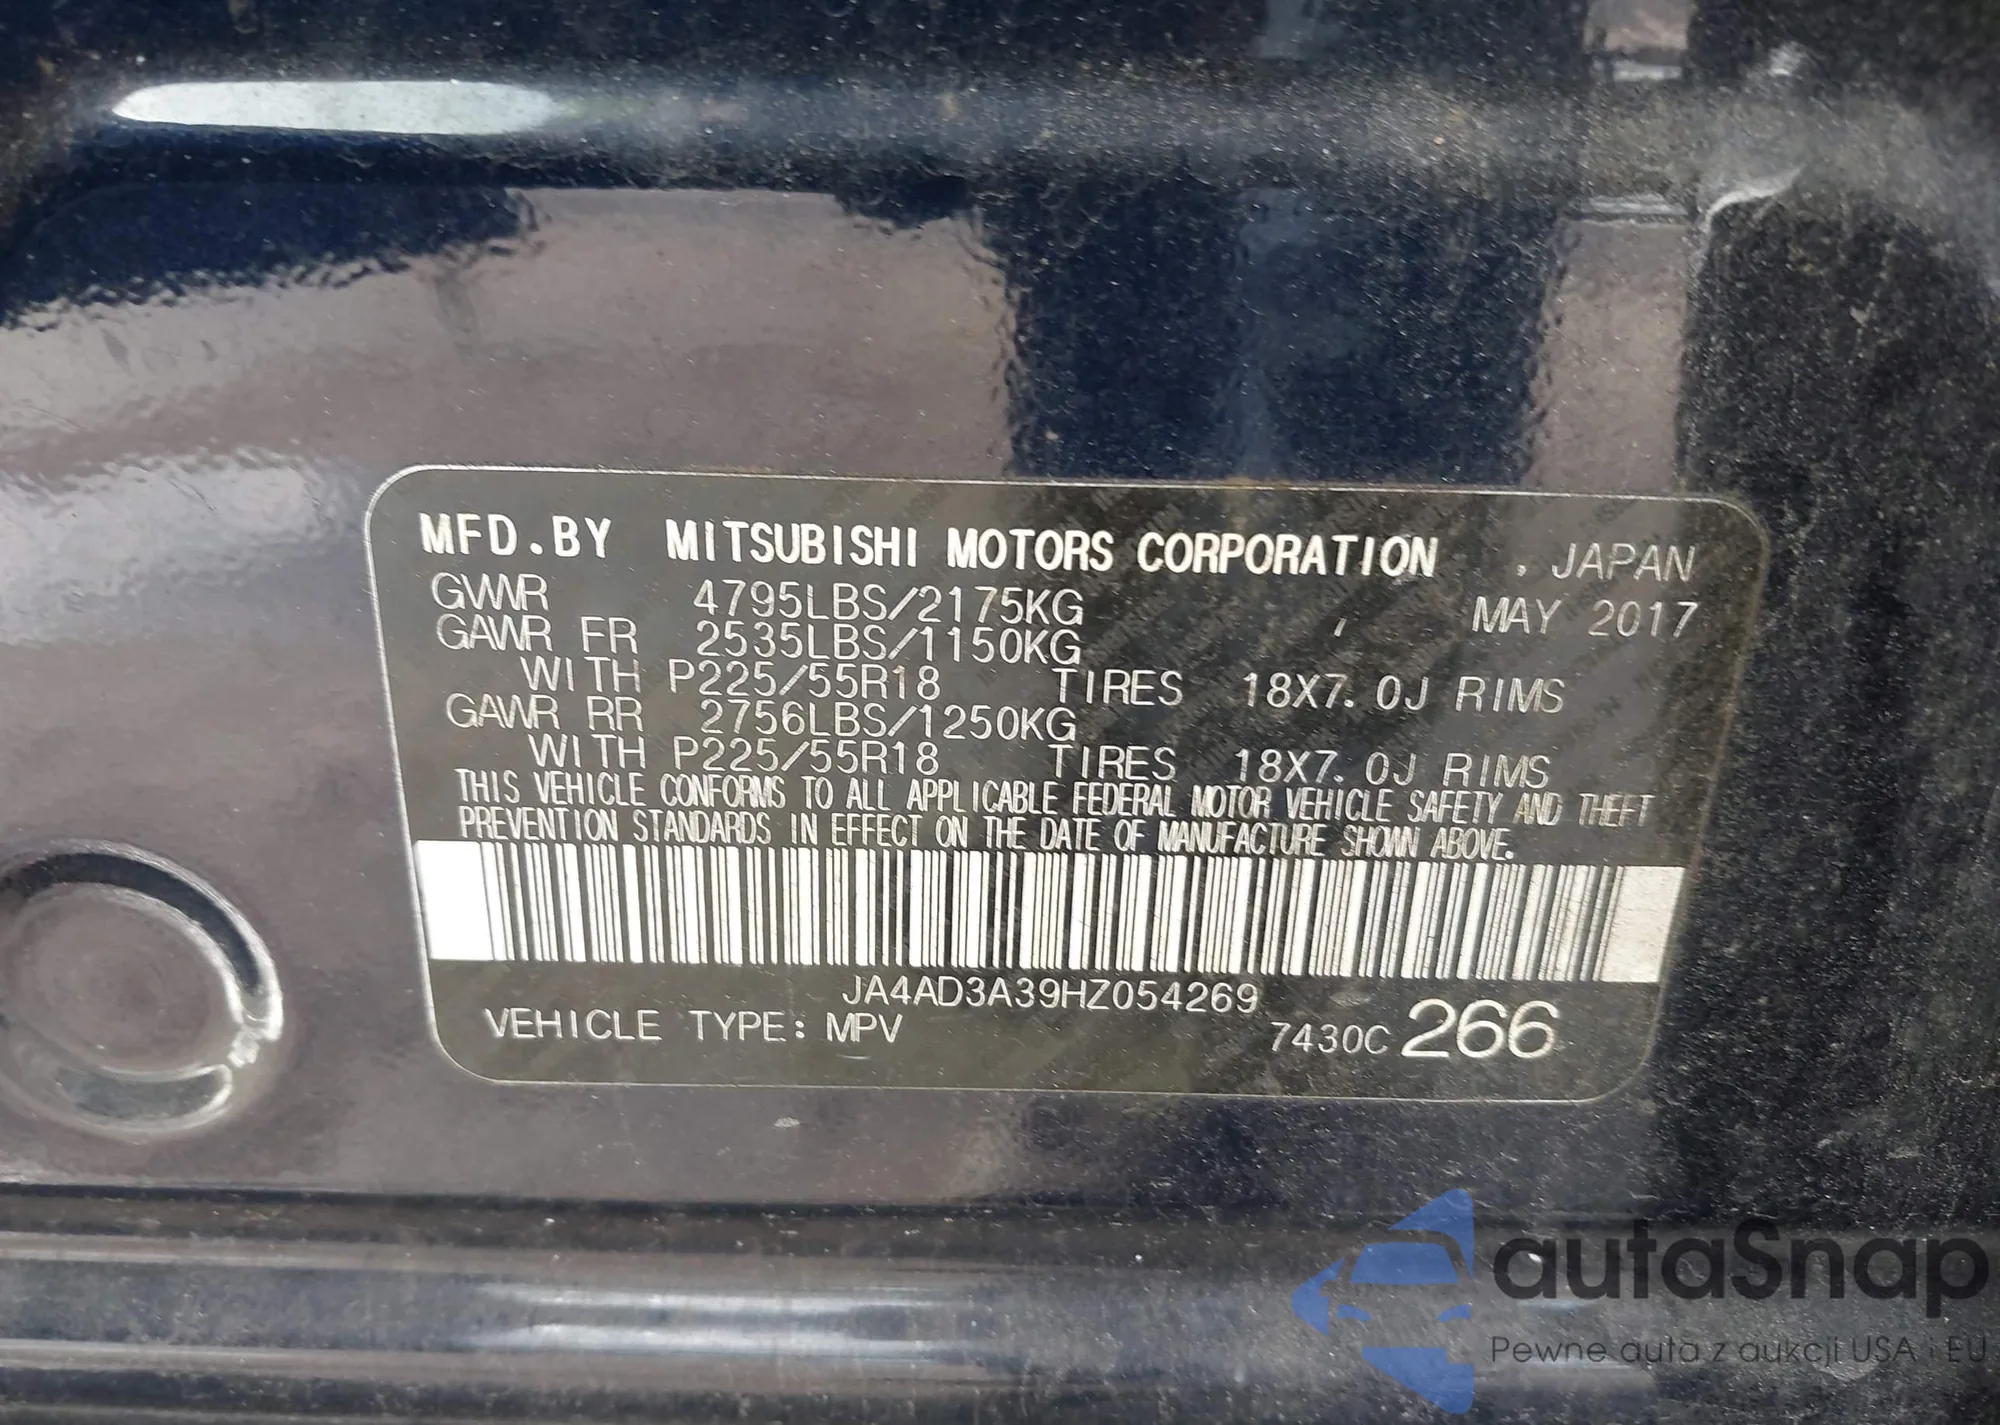 MFD.BY MITSUBISHI MOTORS CORPORATION , JAPAN
GVWR 4795LBS/2175KG MAY 2017
GAWR FR 2535LBS/1150KG
WITH P225/55R18 TIRES 18X7.0J RIMS
GAWR RR 2756LBS/1250KG
WITH P225/55R18 TIRES 18X7.0J RIMS
THIS VEHICLE CONFORMS TO ALL APPLICABLE FEDERAL MOTOR VEHICLE SAFETY AND THEFT
PREVENTION STANDARDS IN EFFECT ON THE DATE OF MANUFACTURE SHOWN ABOVE.
JA4AD3A39HZ054269
VEHICLE TYPE: MPV 7430C 266
autaSnap
Pewne auta z aukcji USA i EU